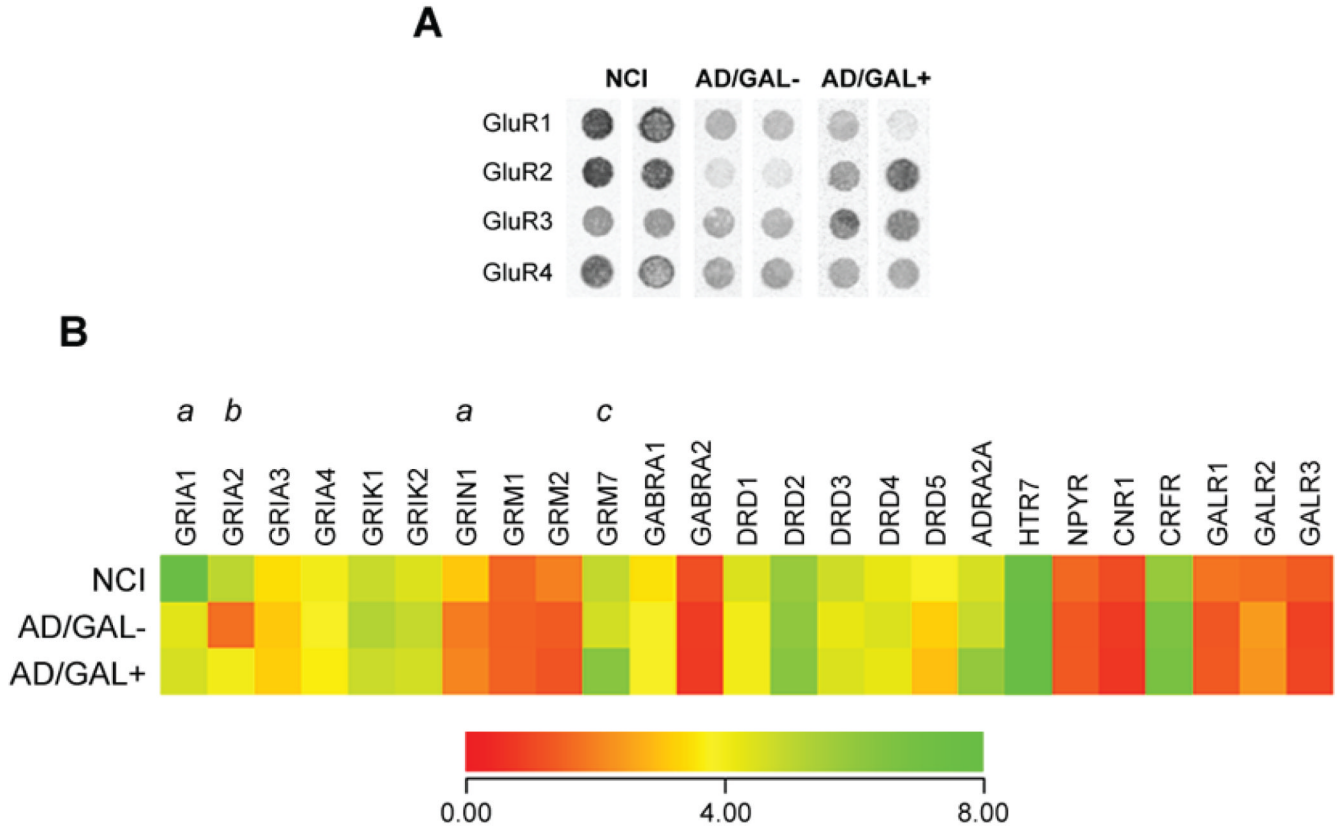 A
NCI AD/GAL- AD/GAL+
GluR1
GluR2
GluR3
GluR4
B
a b a c
GRIA1 GRIA2 GRIA3 GRIA4 GRIK1 GRIK2 GRIN1 GRM1 GRM2 GRM7 GABRA1 GABRA2 DRD1 DRD2 DRD3 DRD4 DRD5 ADRA2A HTR7 NPYR CNR1 CRFR GALR1 GALR2 GALR3
NCI
AD/GAL-
AD/GAL+
0.00 4.00 8.00